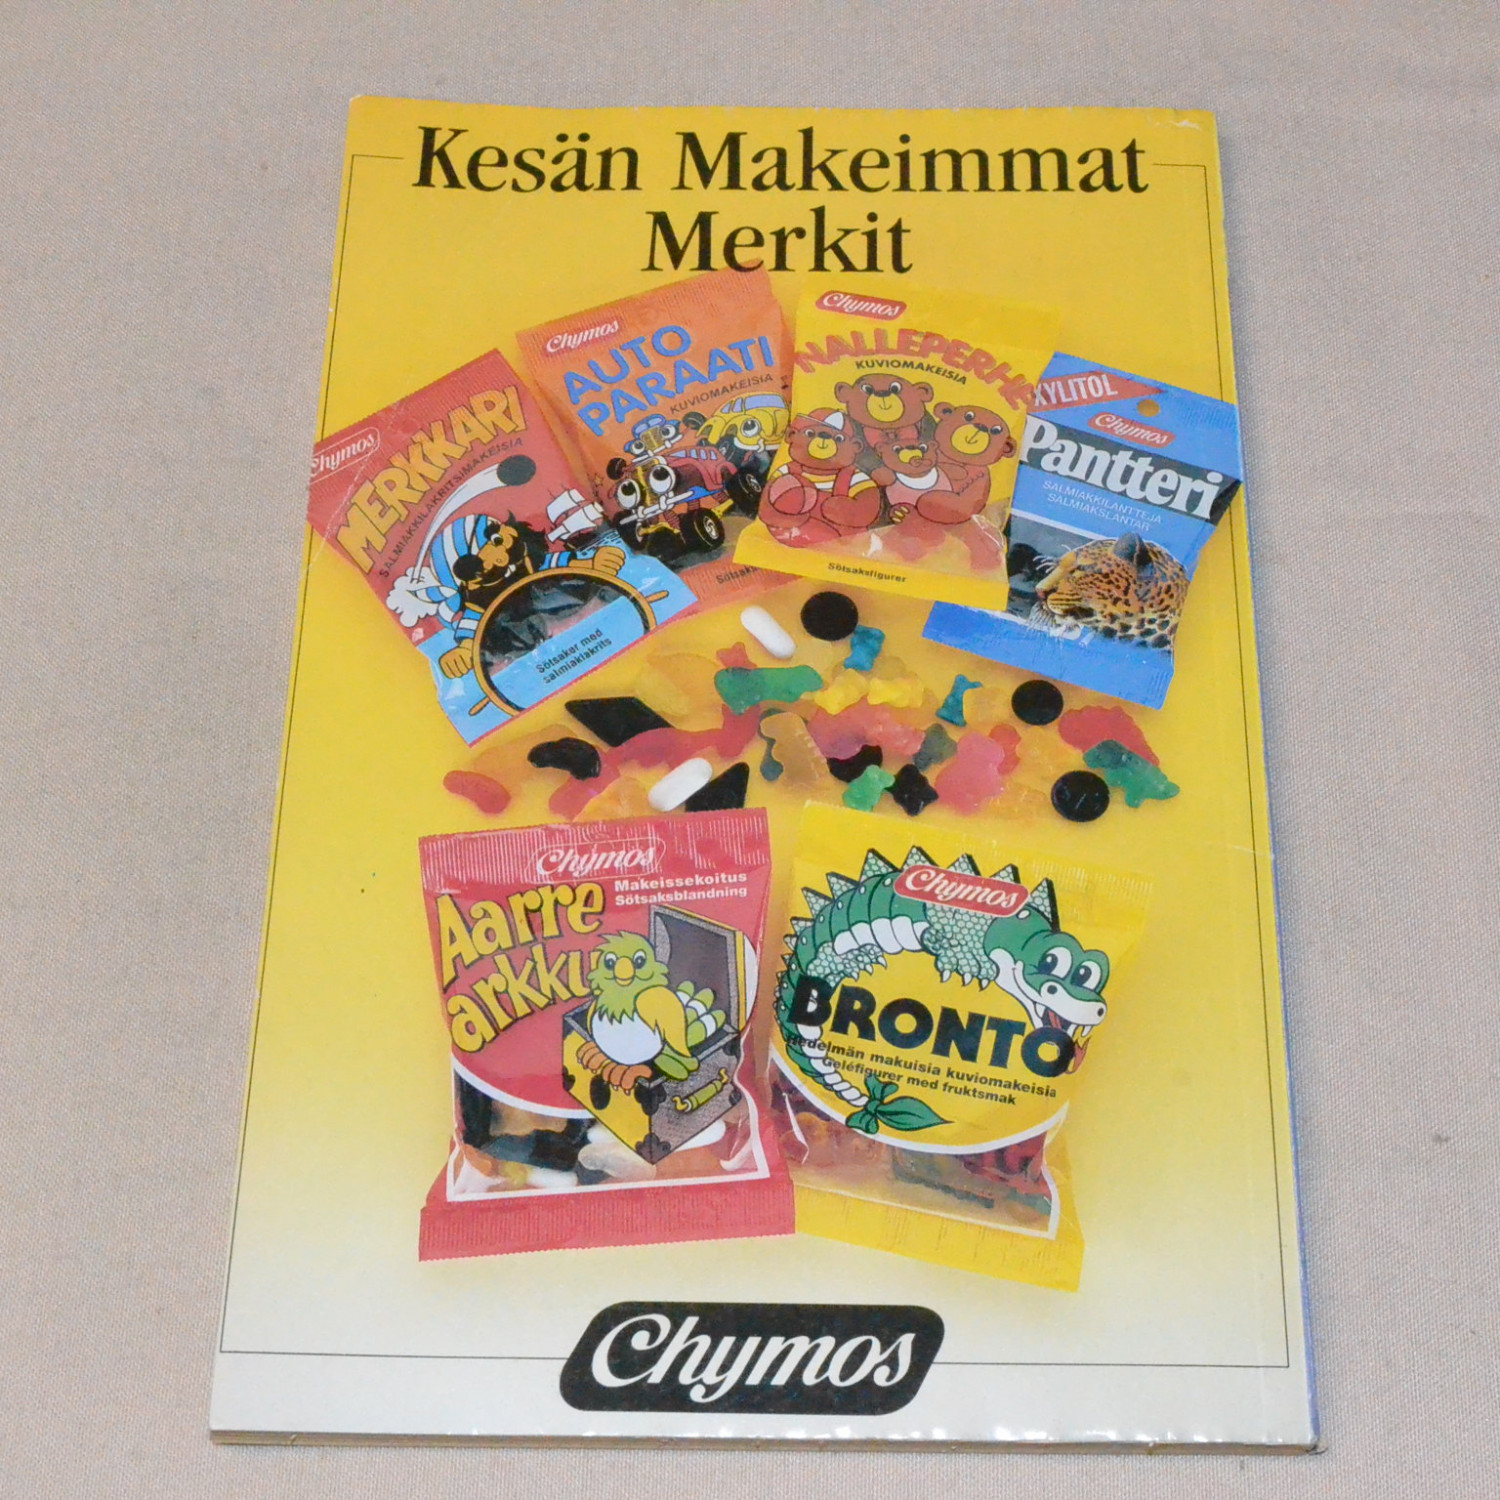 Kesän Makeimmat
Merkit
Chymos
MERKKARI
SALMIAKKILAKRITSIMAKEISIA
Sötsaker med
salmiaklakrits
Chymos
AUTO
PARAATI
KUVIOMAKEISIA
Chymos
NALLEPERHE
KUVIOMAKEISIA
Sötsaksfigurer
XYLITOL
Chymos
Pantteri
SALMIAKKILANTTEJA
SALMIAKSLANTAR
Chymos
Makeissekoitus
Sötsaksblandning
Aarre
arkku
Chymos
BRONTO
Hedelmän makuisia kuviomakeisia
Geléfigurer med fruktsmak
Chymos